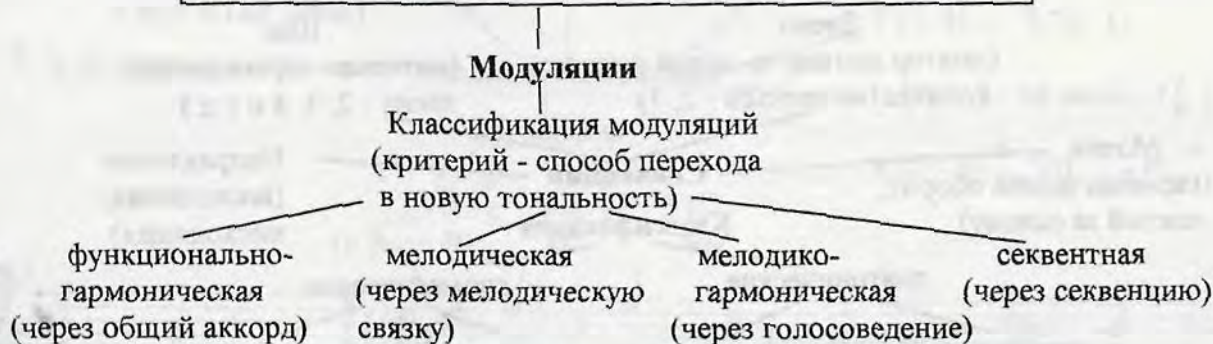 Модуляции
Классификация модуляций
(критерий - способ перехода
в новую тональность)
функционально-
гармоническая
(через общий аккорд)
мелодическая
(через мелодическую
связку)
мелодико-
гармоническая
(через голосоведение)
секвентная
(через секвенцию)